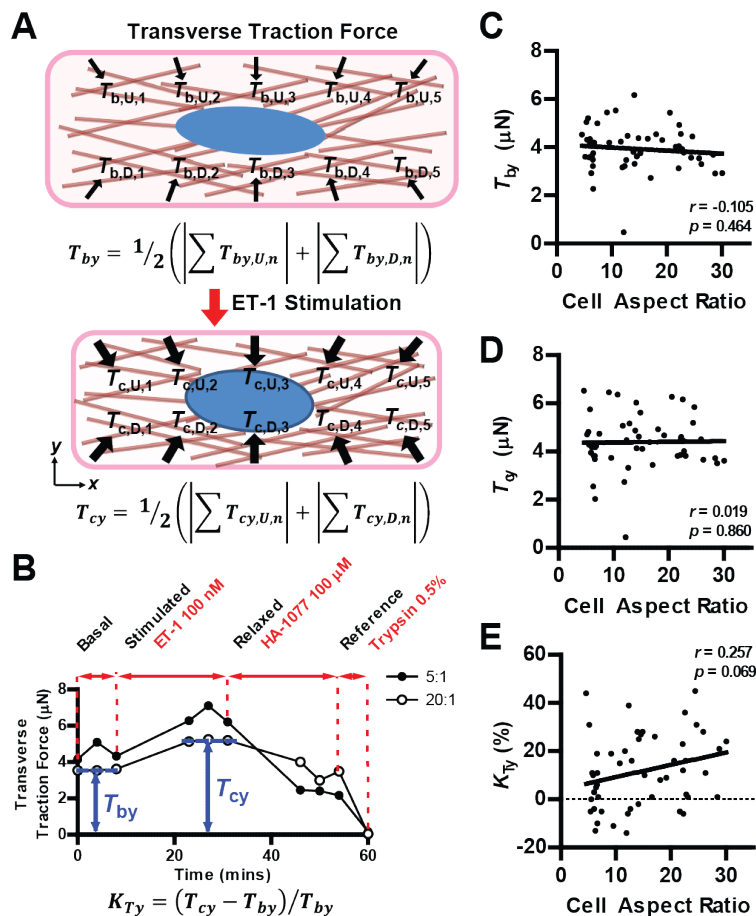 A
Transverse Traction Force
T_b,U,1 T_b,U,2 T_b,U,3 T_b,U,4 T_b,U,5
T_b,D,1 T_b,D,2 T_b,D,3 T_b,D,4 T_b,D,5
T_by = 1/2(|∑ T_by,U,n| + |∑ T_by,D,n|)
ET-1 Stimulation
T_c,U,1 T_c,U,2 T_c,U,3 T_c,U,4 T_c,U,5
T_c,D,1 T_c,D,2 T_c,D,3 T_c,D,4 T_c,D,5
y
x
T_cy = 1/2(|∑ T_cy,U,n| + |∑ T_cy,D,n|)
B
Basal
Stimulated
ET-1 100 nM
Relaxed
HA-1077 100 μM
Reference
Trypsin 0.5%
5:1
20:1
Transverse
Traction Force (μN)
8
6
4
2
0
T_by
T_cy
0 20 40 60
Time (mins)
K_Ty = (T_cy − T_by)/T_by
C
T_by (μN)
8
6
4
2
0
r = -0.105
p = 0.464
0 10 20 30
Cell Aspect Ratio
D
T_cy (μN)
8
6
4
2
0
r = 0.019
p = 0.860
0 10 20 30
Cell Aspect Ratio
E
r = 0.257
p = 0.069
K_Ty (%)
60
40
20
0
-20
0 10 20 30
Cell Aspect Ratio